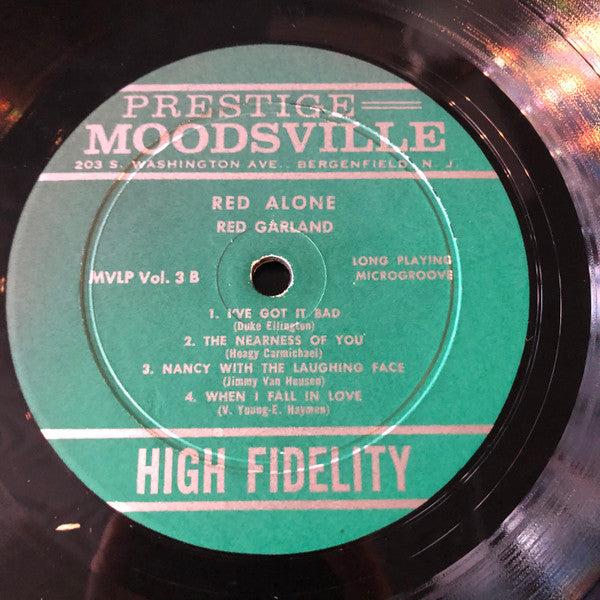 PRESTIGE
MOODSVILLE
203 S. WASHINGTON AVE., BERGENFIELD, N. J.
RED ALONE
RED GARLAND
MVLP Vol. 3 B
LONG PLAYING
MICROGROOVE
1. I'VE GOT IT BAD
(Duke Ellington)
2. THE NEARNESS OF YOU
(Hoagy Carmichael)
3. NANCY WITH THE LAUGHING FACE
(Jimmy Van Heusen)
4. WHEN I FALL IN LOVE
(V. Young-E. Haymen)
HIGH FIDELITY